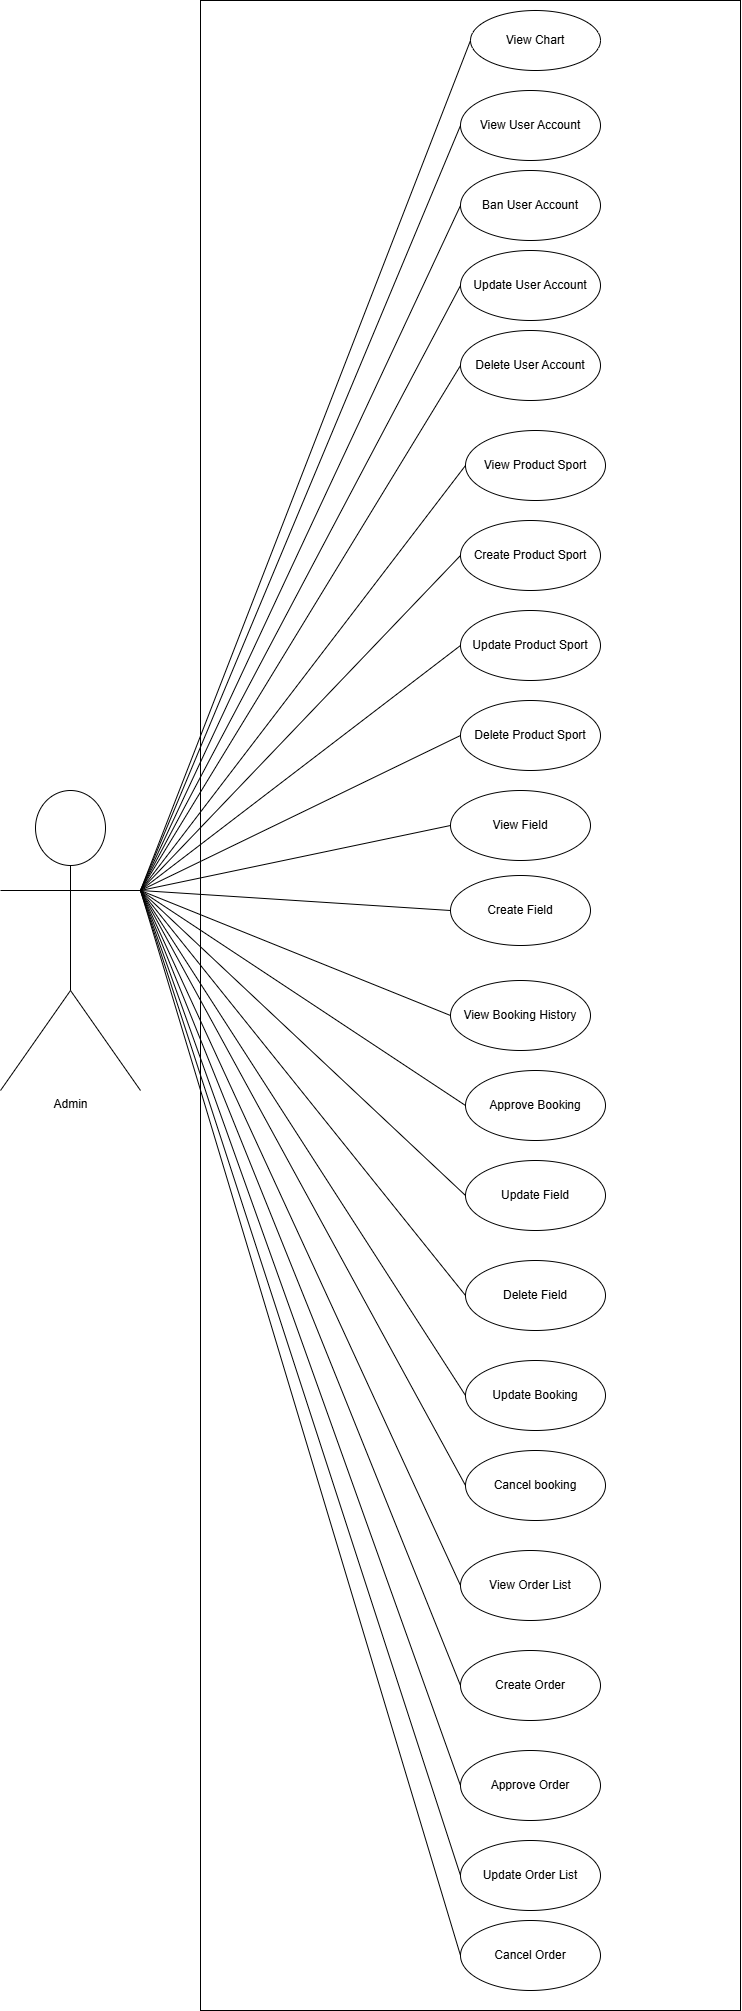 View Chart
View User Account
Ban User Account
Update User Account
Delete User Account
View Product Sport
Create Product Sport
Update Product Sport
Delete Product Sport
View Field
Create Field
View Booking History
Admin
Approve Booking
Update Field
Delete Field
Update Booking
Cancel booking
View Order List
Create Order
Approve Order
Update Order List
Cancel Order